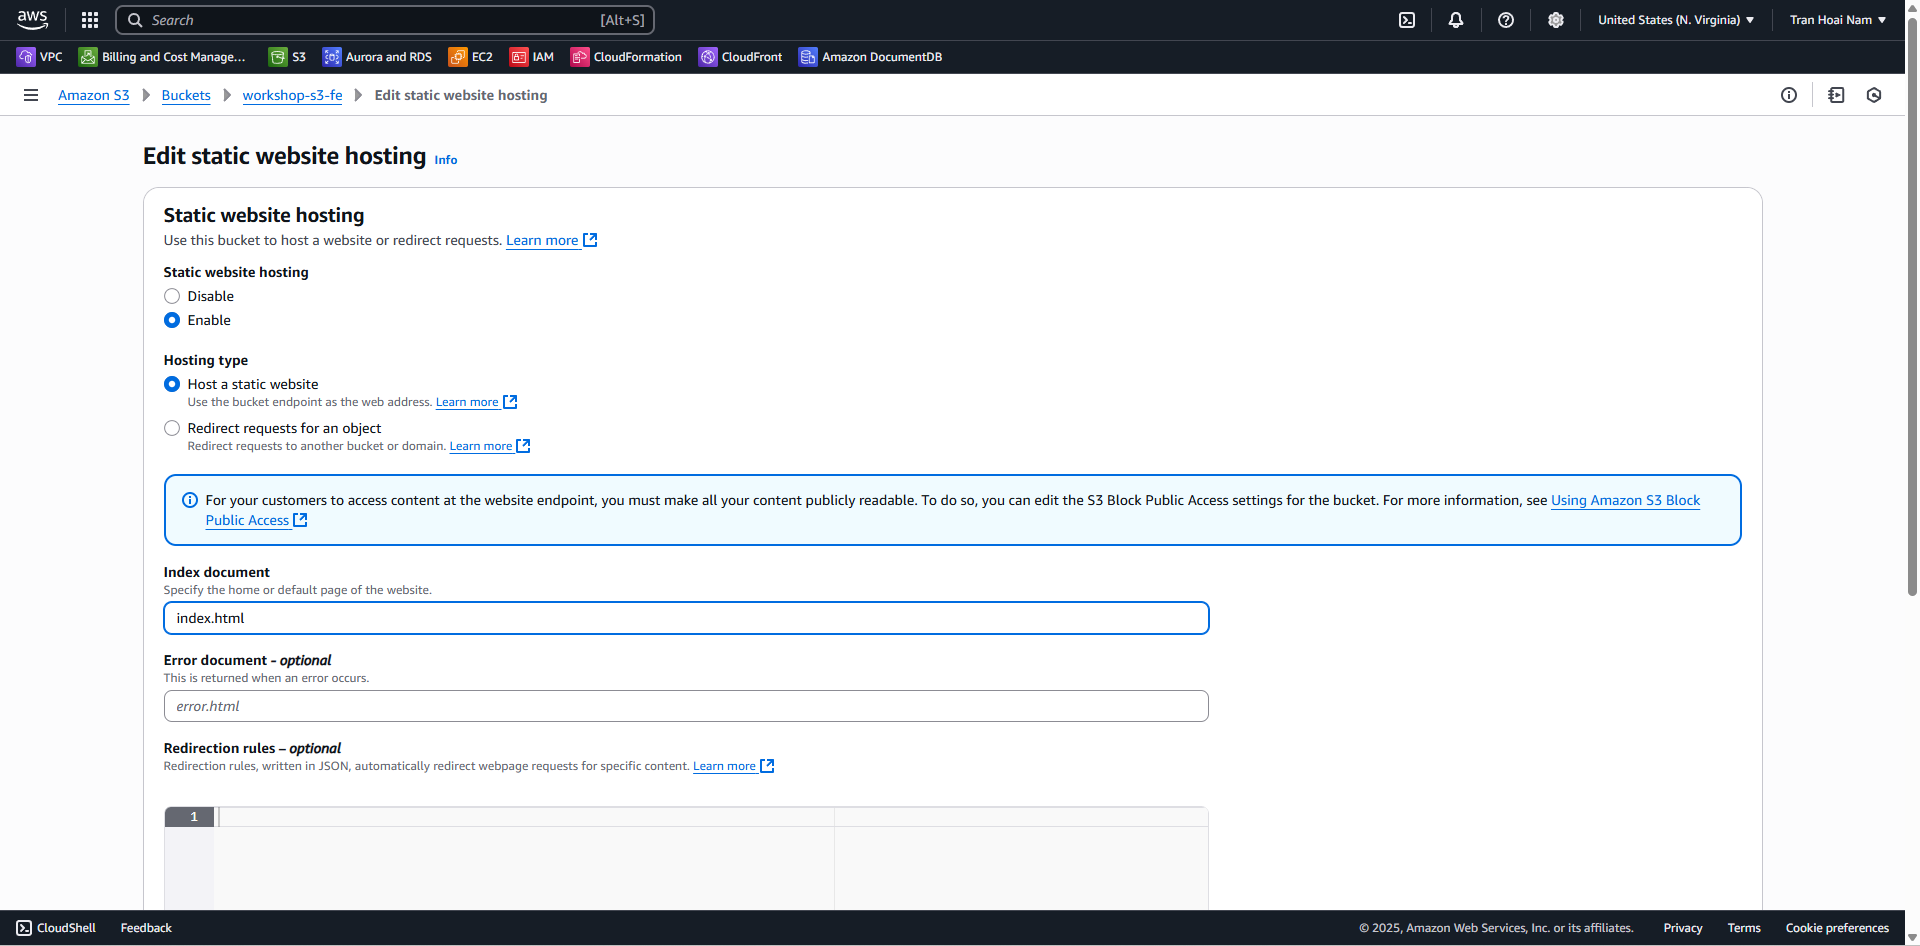 aws Search [Alt+S] United States (N. Virginia) Tran Hoai Nam
VPC Billing and Cost Manage... S3 Aurora and RDS EC2 IAM CloudFormation CloudFront Amazon DocumentDB
Amazon S3 Buckets workshop-s3-fe Edit static website hosting
Edit static website hosting Info
Static website hosting
Use this bucket to host a website or redirect requests. Learn more
Static website hosting
Disable
Enable
Hosting type
Host a static website
Use the bucket endpoint as the web address. Learn more
Redirect requests for an object
Redirect requests to another bucket or domain. Learn more
For your customers to access content at the website endpoint, you must make all your content publicly readable. To do so, you can edit the S3 Block Public Access settings for the bucket. For more information, see Using Amazon S3 Block
Public Access
Index document
Specify the home or default page of the website.
index.html
Error document - optional
This is returned when an error occurs.
error.html
Redirection rules – optional
Redirection rules, written in JSON, automatically redirect webpage requests for specific content. Learn more
1
CloudShell Feedback © 2025, Amazon Web Services, Inc. or its affiliates. Privacy Terms Cookie preferences